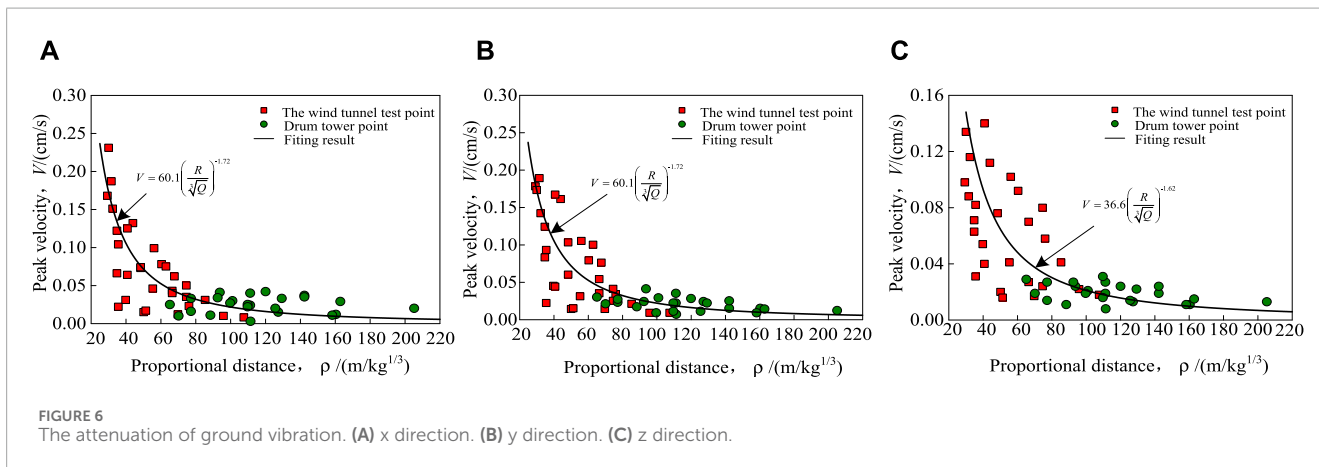 A
0.30
0.25
0.20
0.15
0.10
0.05
0.00
Peak velocity, V/(cm/s)
The wind tunnel test point
Drum tower point
Fiting result
V = 60.1(R/∛Q)^-1.72
20 40 60 80 100 120 140 160 180 200 220
Proportional distance, ρ /(m/kg^1/3)
B
0.30
0.25
0.20
0.15
0.10
0.05
0.00
Peak velocity, V/(cm/s)
The wind tunnel test point
Drum tower point
Fiting result
V = 60.1(R/∛Q)^-1.72
20 40 60 80 100 120 140 160 180 200 220
Proportional distance, ρ /(m/kg^1/3)
C
0.16
0.12
0.08
0.04
0.00
Peak velocity, V/(cm/s)
The wind tunnel test point
Drum tower point
Fiting result
V = 36.6(R/∛Q)^-1.62
20 40 60 80 100 120 140 160 180 200 220
Proportional distance, ρ /(m/kg^1/3)
FIGURE 6
The attenuation of ground vibration. (A) x direction. (B) y direction. (C) z direction.